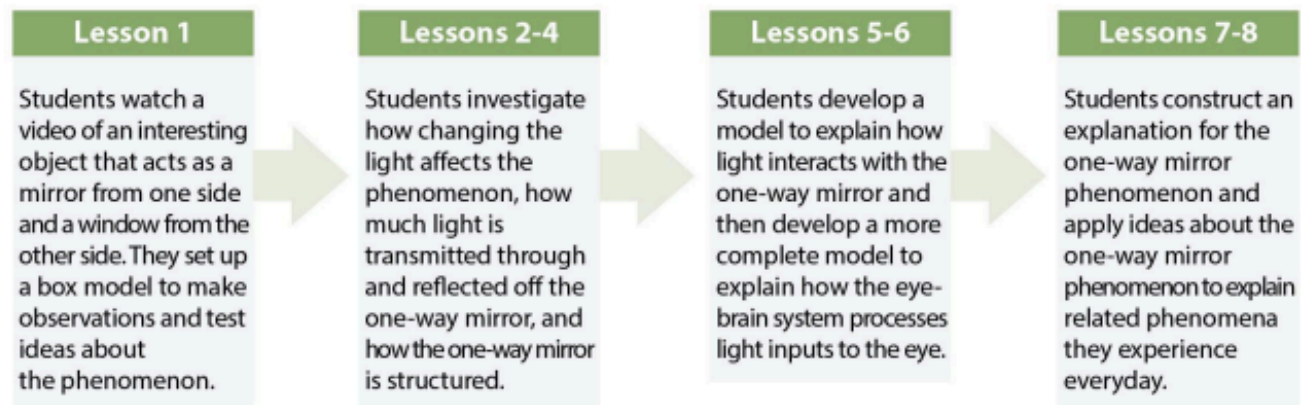 Lesson 1
Students watch a
video of an interesting
object that acts as a
mirror from one side
and a window from the
other side. They set up
a box model to make
observations and test
ideas about
the phenomenon.
Lessons 2-4
Students investigate
how changing the
light affects the
phenomenon, how
much light is
transmitted through
and reflected off the
one-way mirror, and
how the one-way mirror
is structured.
Lessons 5-6
Students develop a
model to explain how
light interacts with the
one-way mirror and
then develop a more
complete model to
explain how the eye-
brain system processes
light inputs to the eye.
Lessons 7-8
Students construct an
explanation for the
one-way mirror
phenomenon and
apply ideas about the
one-way mirror
phenomenon to explain
related phenomena
they experience
everyday.